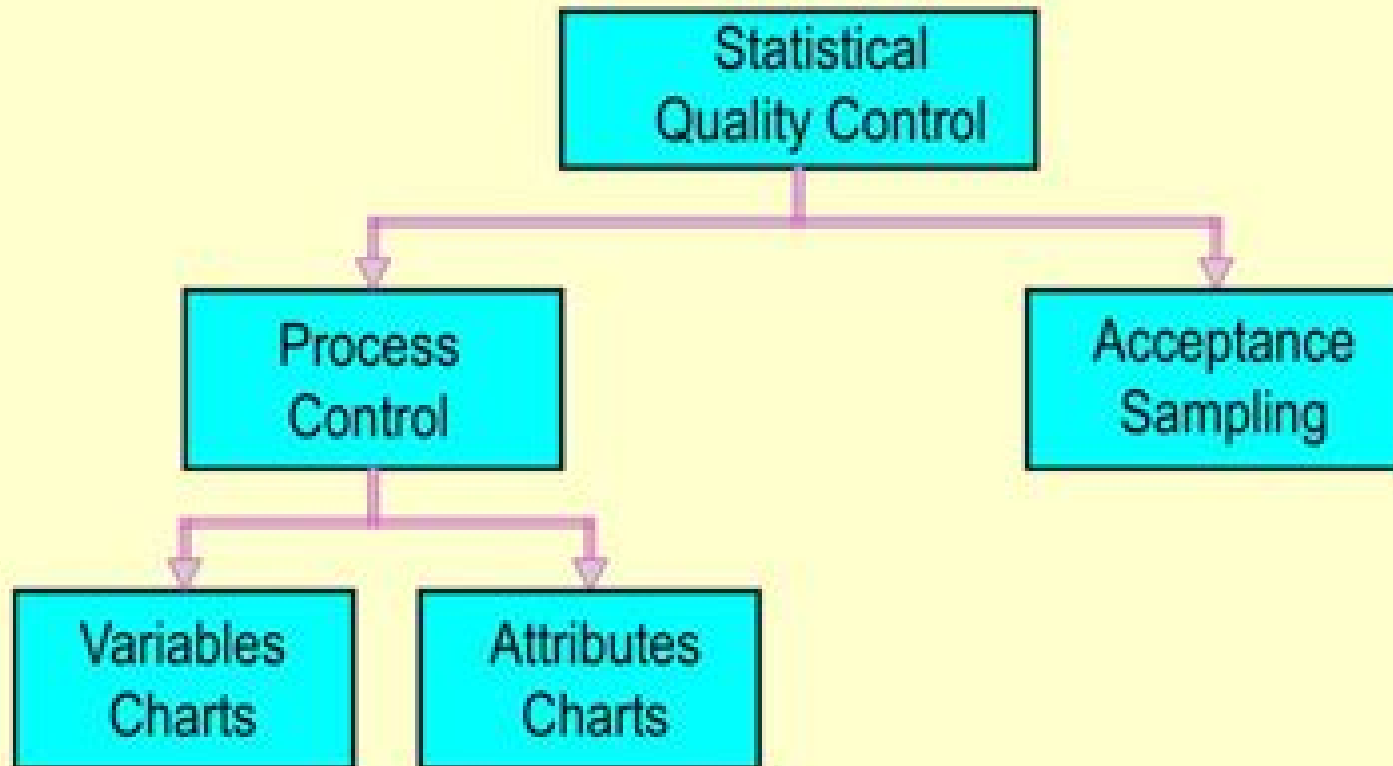 Statistical
Quality Control
Process
Control
Acceptance
Sampling
Variables
Charts
Attributes
Charts